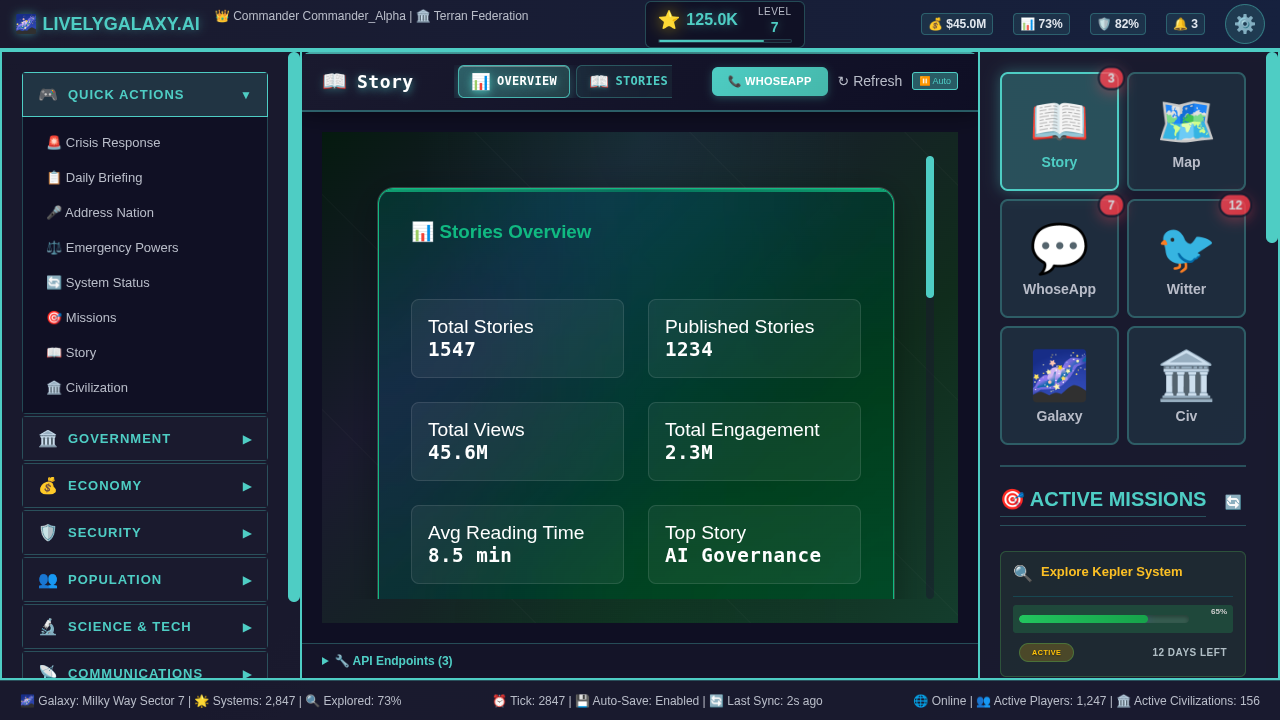 🌌 LIVELYGALAXY.AI
👑 Commander Commander_Alpha | 🏛️ Terran Federation
⭐ 125.0K
LEVEL
7
💰 $45.0M
📊 73%
🛡️ 82%
🔔 3
⚙️
🎮 QUICK ACTIONS ▼
🚨 Crisis Response
📋 Daily Briefing
🎤 Address Nation
⚖️ Emergency Powers
🔄 System Status
🎯 Missions
📖 Story
🏛️ Civilization
🏛️ GOVERNMENT ▶
💰 ECONOMY ▶
🛡️ SECURITY ▶
👥 POPULATION ▶
🔬 SCIENCE & TECH ▶
📡 COMMUNICATIONS ▶
📖 Story
📊 OVERVIEW
📖 STORIES
📞 WHOSEAPP
↻ Refresh
⏸️ Auto
📊 Stories Overview
Total Stories
1547
Published Stories
1234
Total Views
45.6M
Total Engagement
2.3M
Avg Reading Time
8.5 min
Top Story
AI Governance
▶ 🔧 API Endpoints (3)
3
📖
Story
🗺️
Map
7
💬
WhoseApp
12
🐦
Witter
🌌
Galaxy
🏛️
Civ
🎯 ACTIVE MISSIONS 🔄
🔍 Explore Kepler System
65%
ACTIVE
12 DAYS LEFT
🌌 Galaxy: Milky Way Sector 7 | 🌟 Systems: 2,847 | 🔍 Explored: 73%
⏰ Tick: 2847 | 💾 Auto-Save: Enabled | 🔄 Last Sync: 2s ago
🌐 Online | 👥 Active Players: 1,247 | 🏛️ Active Civilizations: 156